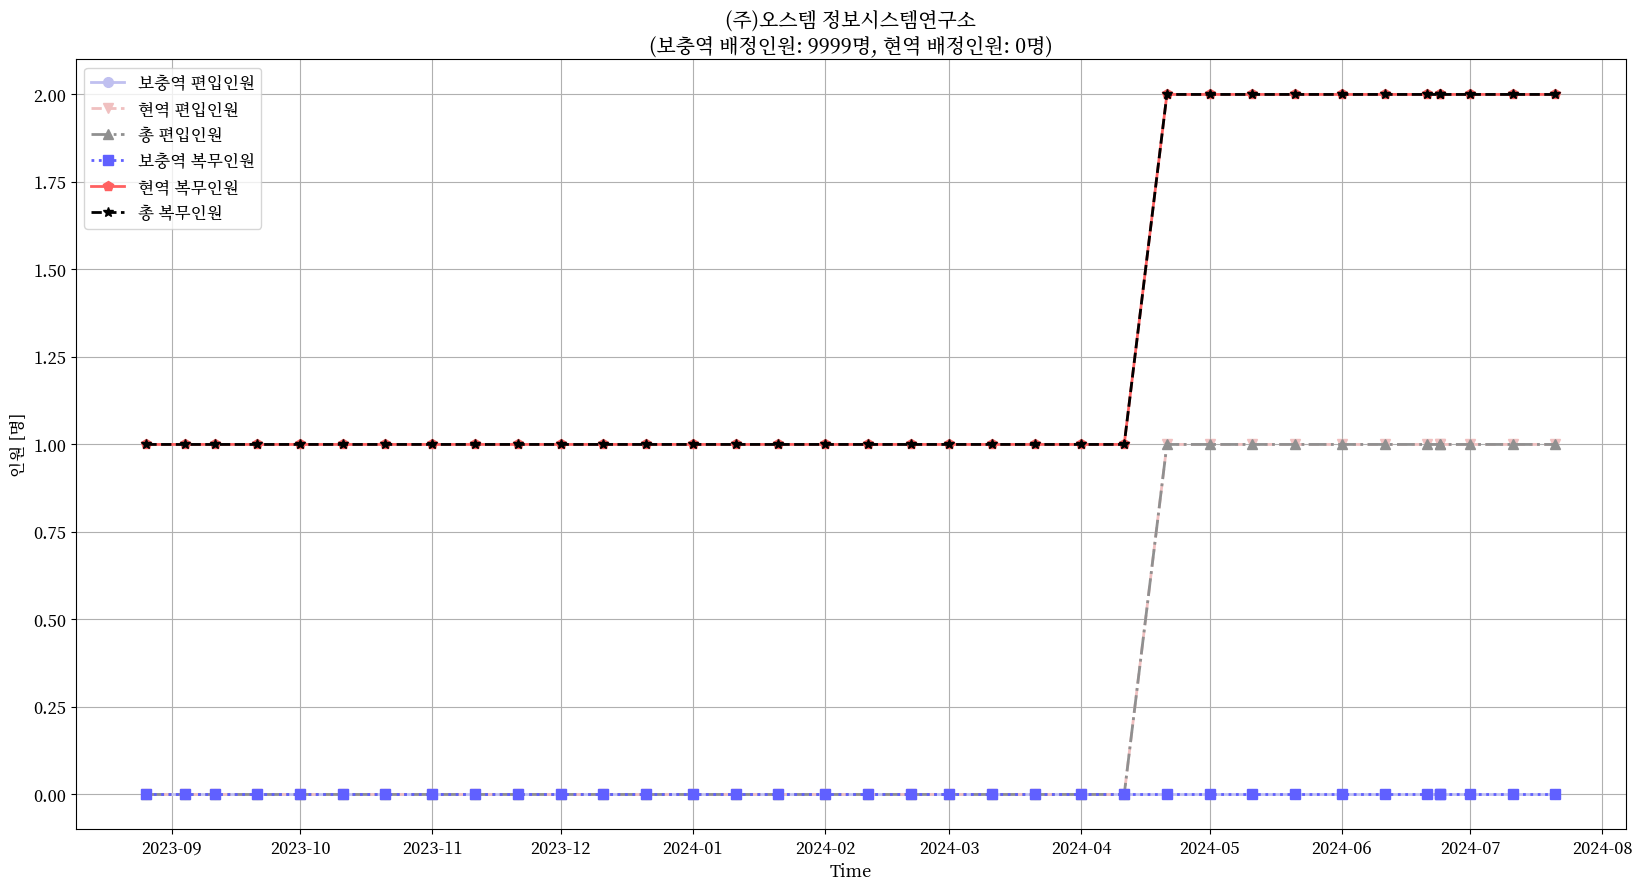 (주)오스템 정보시스템연구소
(보충역 배정인원: 9999명, 현역 배정인원: 0명)
보충역 편입인원
현역 편입인원
총 편입인원
보충역 복무인원
현역 복무인원
총 복무인원
2.00
1.75
1.50
1.25
1.00
0.75
0.50
0.25
0.00
인원 [명]
2023-09 2023-10 2023-11 2023-12 2024-01 2024-02 2024-03 2024-04 2024-05 2024-06 2024-07 2024-08
Time